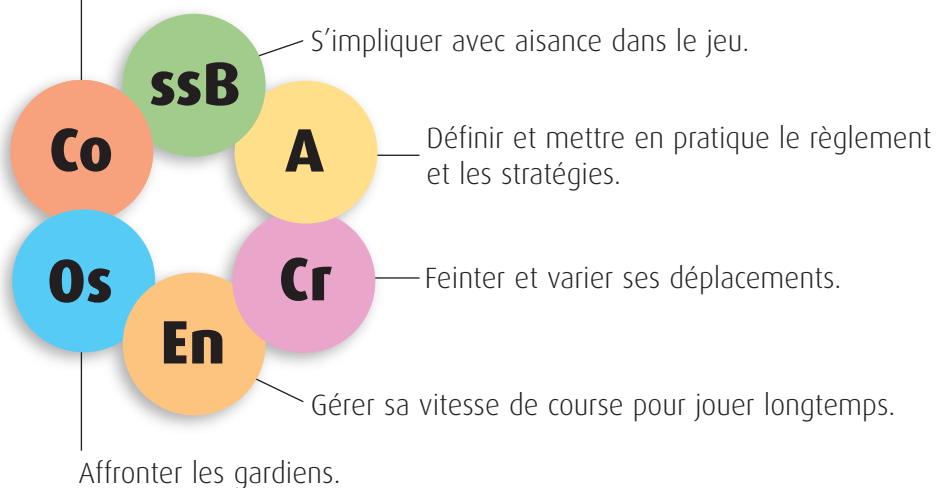 ssB
S'impliquer avec aisance dans le jeu.
Co
A
Définir et mettre en pratique le règlement
et les stratégies.
Os
Cr
Feinter et varier ses déplacements.
En
Gérer sa vitesse de course pour jouer longtemps.
Affronter les gardiens.